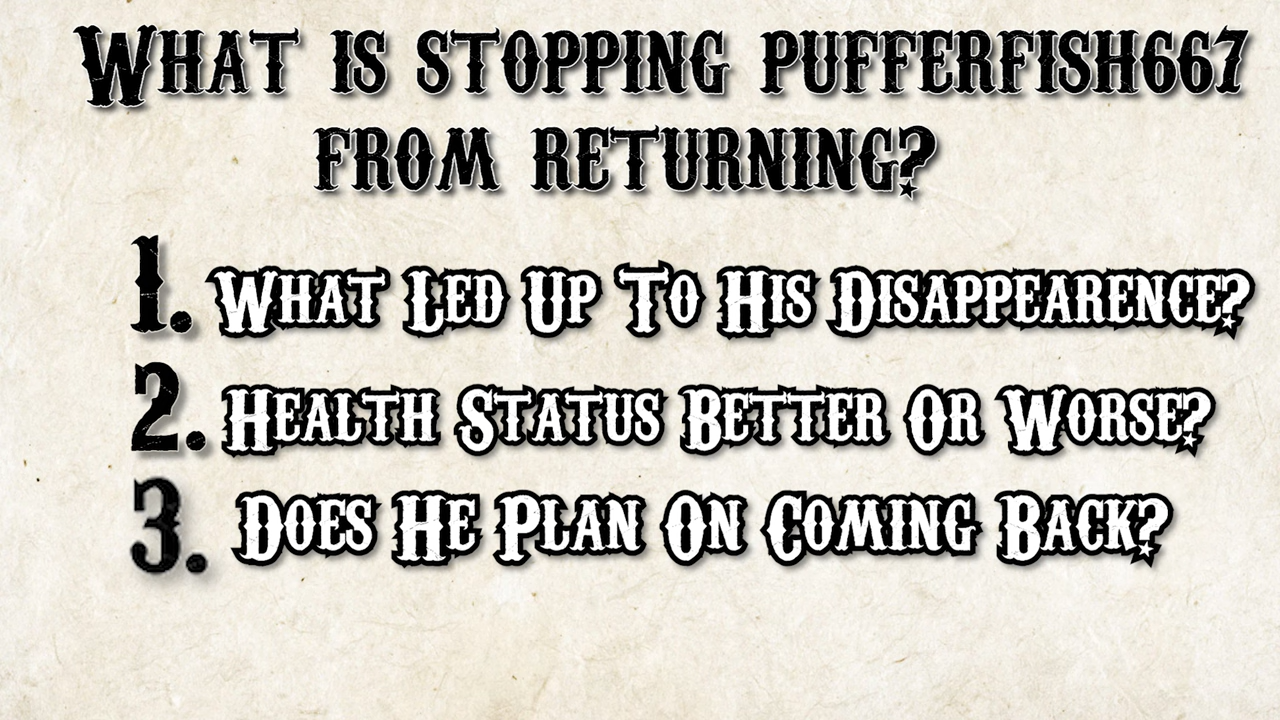 What is stopping pufferfish667
from returning?
1. What Led Up To His Disappearence?
2. Health Status Better Or Worse?
3. Does He Plan On Coming Back?